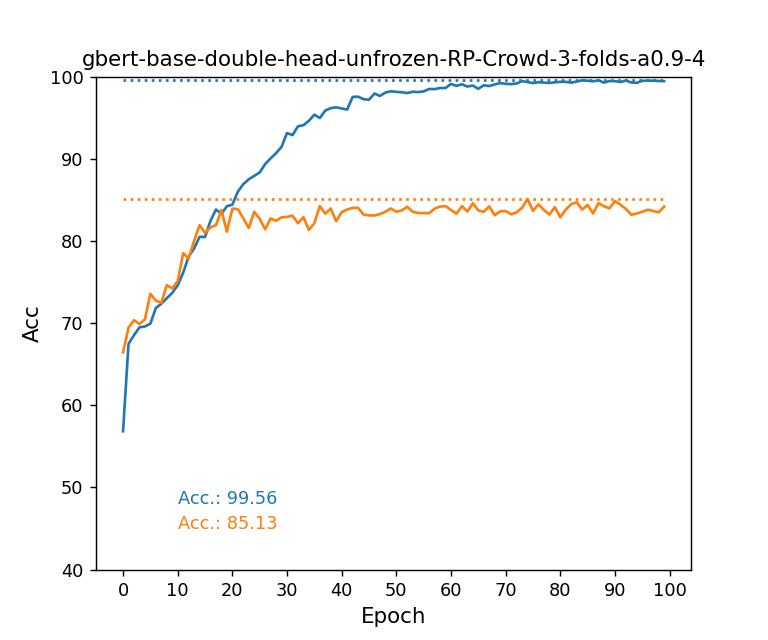 gbert-base-double-head-unfrozen-RP-Crowd-3-folds-a0.9-4
100
90
80
70
60
50
40
Acc
Acc.: 99.56
Acc.: 85.13
0 10 20 30 40 50 60 70 80 90 100
Epoch